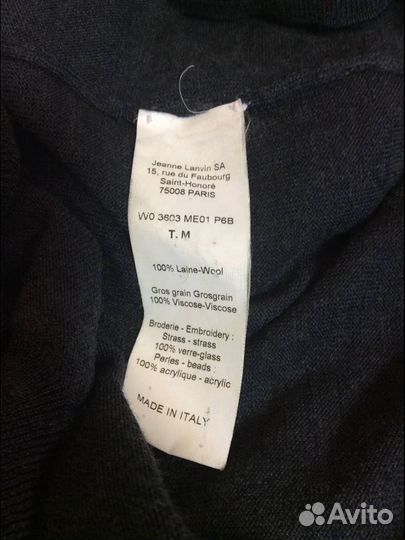 Jeanne Lanvin SA
15, rue du Faubourg
Saint-Honoré
75008 PARIS
W0 3603 ME01 P6B
T. M
100% Laine-Wool
Gros grain Grosgrain
100% Viscose-Viscose
Broderie - Embroidery :
Strass - strass
100% verre-glass
Perles - beads :
100% acrylique - acrylic
MADE IN ITALY
Avito